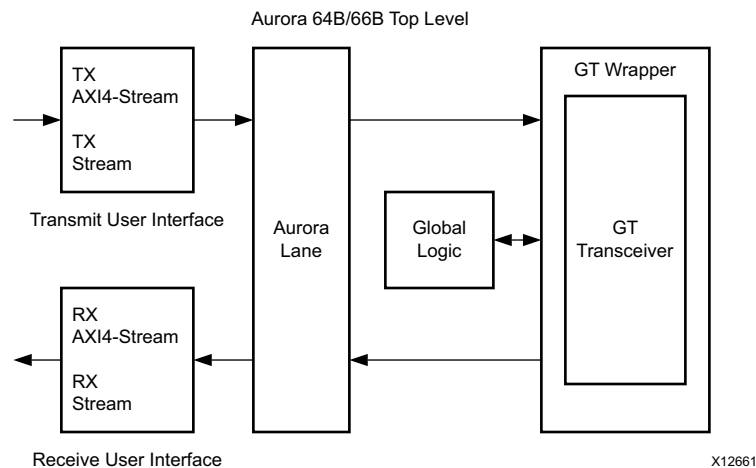 Aurora 64B/66B Top Level
TX
AXI4-Stream
TX
Stream
Transmit User Interface
Aurora
Lane
Global
Logic
GT Wrapper
GT
Transceiver
RX
AXI4-Stream
RX
Stream
Receive User Interface
X12661